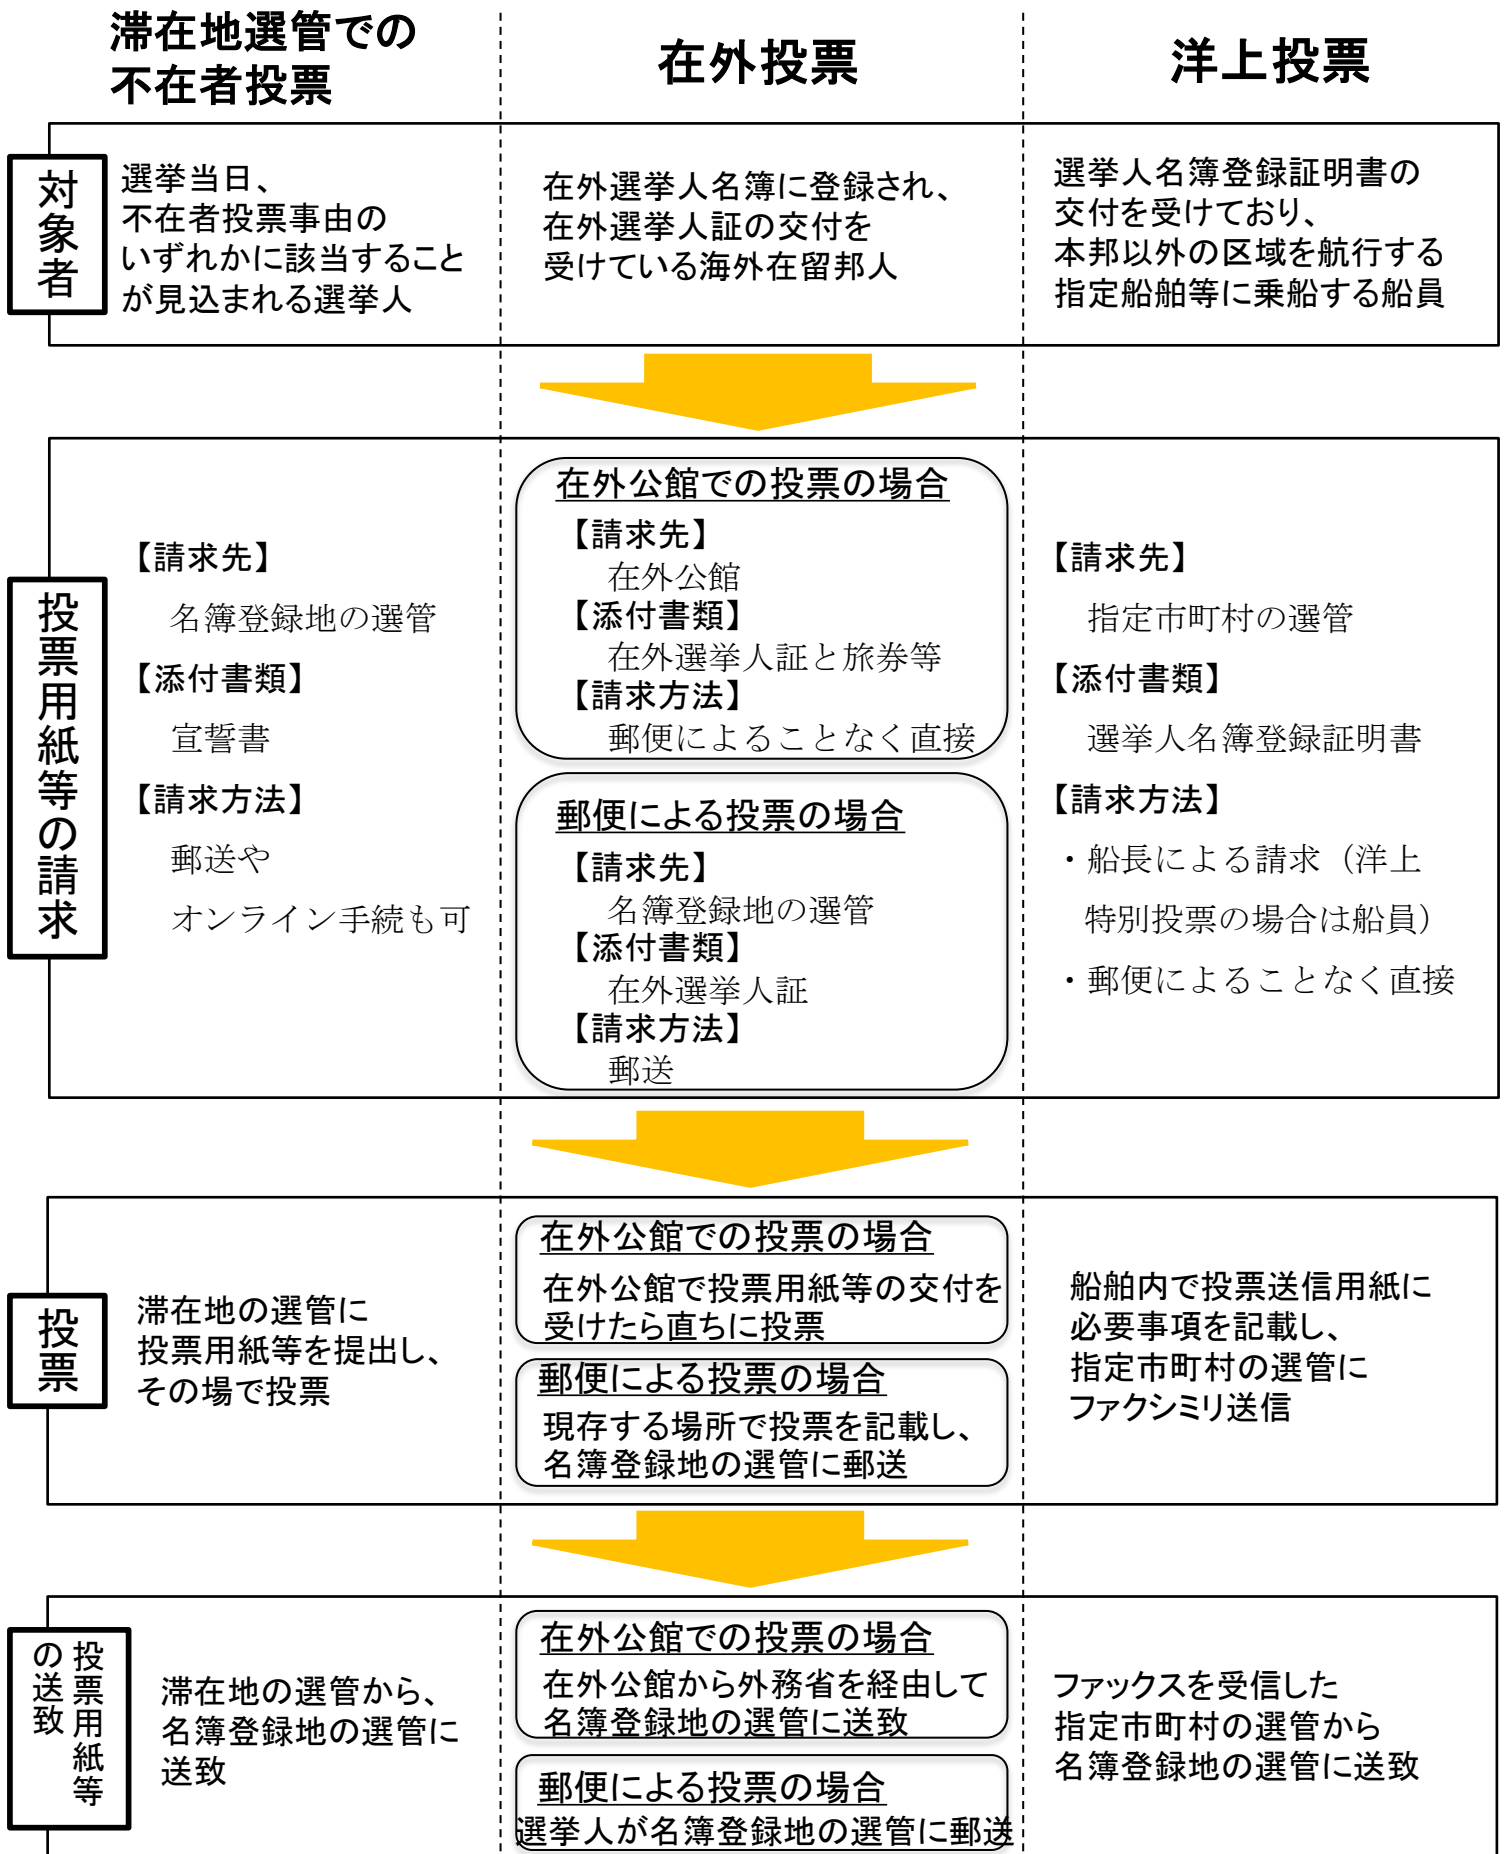 滞在地選管での
不在者投票
在外投票
洋上投票
対象者
選挙当日、
不在者投票事由の
いずれかに該当すること
が見込まれる選挙人
在外選挙人名簿に登録され、
在外選挙人証の交付を
受けている海外在留邦人
選挙人名簿登録証明書の
交付を受けており、
本邦以外の区域を航行する
指定船舶等に乗船する船員
投票用紙等の請求
【請求先】
名簿登録地の選管
【添付書類】
宣誓書
【請求方法】
郵送や
オンライン手続も可
在外公館での投票の場合
【請求先】
在外公館
【添付書類】
在外選挙人証と旅券等
【請求方法】
郵便によることなく直接
郵便による投票の場合
【請求先】
名簿登録地の選管
【添付書類】
在外選挙人証
【請求方法】
郵送
【請求先】
指定市町村の選管
【添付書類】
選挙人名簿登録証明書
【請求方法】
・船長による請求（洋上
特別投票の場合は船員）
・郵便によることなく直接
投票
滞在地の選管に
投票用紙等を提出し、
その場で投票
在外公館での投票の場合
在外公館で投票用紙等の交付を
受けたら直ちに投票
郵便による投票の場合
現存する場所で投票を記載し、
名簿登録地の選管に郵送
船舶内で投票送信用紙に
必要事項を記載し、
指定市町村の選管に
ファクシミリ送信
投票用紙等
の送致
滞在地の選管から、
名簿登録地の選管に
送致
在外公館での投票の場合
在外公館から外務省を経由して
名簿登録地の選管に送致
郵便による投票の場合
選挙人が名簿登録地の選管に郵送
ファックスを受信した
指定市町村の選管から
名簿登録地の選管に送致